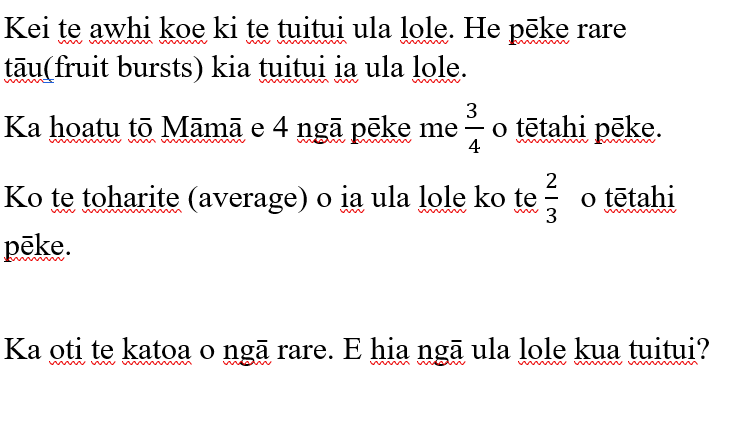 Kei te awhi koe ki te tuitui ula lole. He pēke rare
tāu(fruit bursts) kia tuitui ia ula lole.
Ka hoatu tō Māmā e 4 ngā pēke me 3/4 o tētahi pēke.
Ko te toharite (average) o ia ula lole ko te 2/3 o tētahi
pēke.
Ka oti te katoa o ngā rare. E hia ngā ula lole kua tuitui?